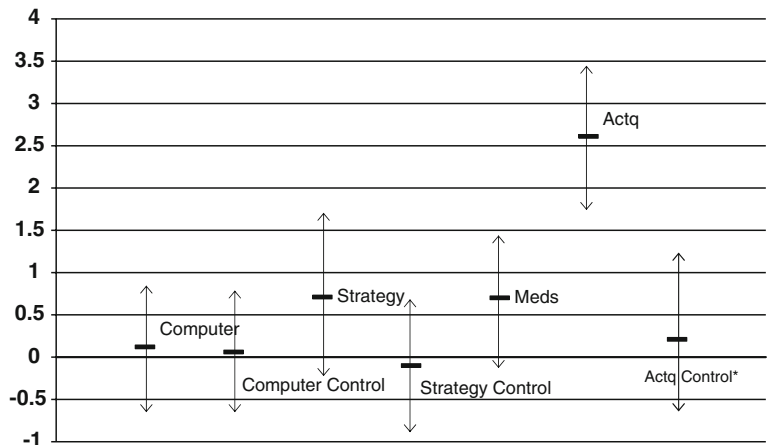 4
3.5
3
Actq
2.5
2
1.5
1
Strategy
Meds
0.5
Computer
0
Computer Control
Strategy Control
Actq Control*
-0.5
-1